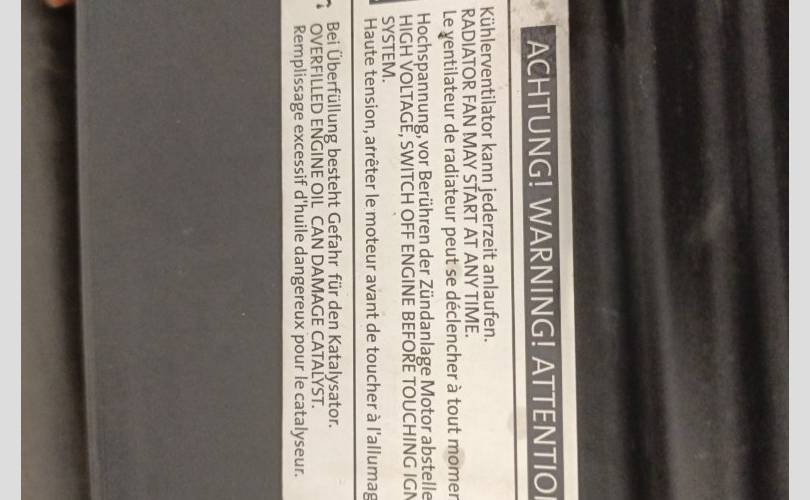 ACHTUNG! WARNING! ATTENTIO
Kühlerventilator kann jederzeit anlaufen.
RADIATOR FAN MAY START AT ANY TIME.
Le ventilateur de radiateur peut se déclencher à tout momen
Hochspannung, vor Berühren der Zündanlage Motor abstelle
HIGH VOLTAGE, SWITCH OFF ENGINE BEFORE TOUCHING IGN
SYSTEM.
Haute tension, arrêter le moteur avant de toucher à l'allumag
Bei Überfüllung besteht Gefahr für den Katalysator.
OVERFILLED ENGINE OIL CAN DAMAGE CATALYST.
Remplissage excessif d'huile dangereux pour le catalyseur.